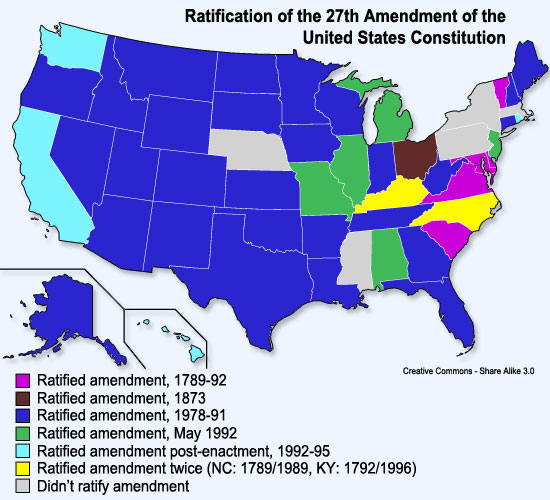 Ratification of the 27th Amendment of the
United States Constitution
Creative Commons - Share Alike 3.0
Ratified amendment, 1789-92
Ratified amendment, 1873
Ratified amendment, 1978-91
Ratified amendment, May 1992
Ratified amendment post-enactment, 1992-95
Ratified amendment twice (NC: 1789/1989, KY: 1792/1996)
Didn't ratify amendment